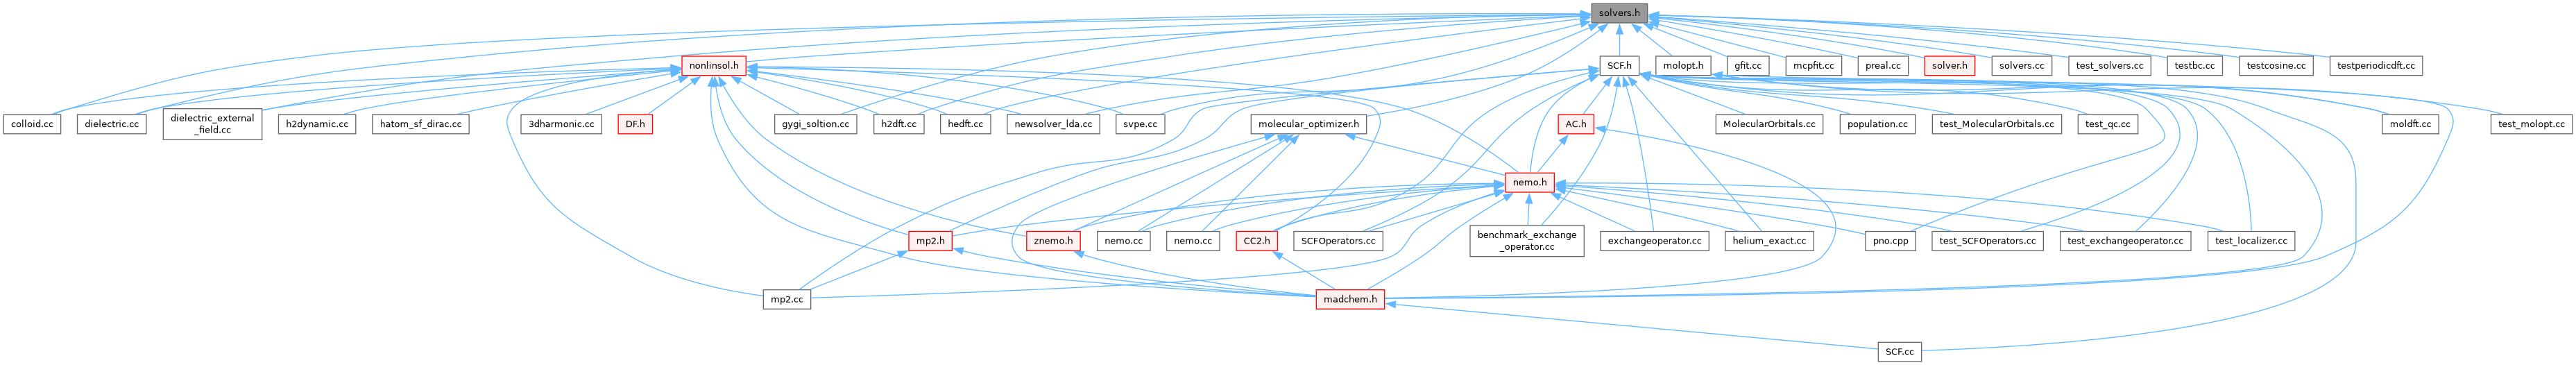 solvers.h
nonlinsol.h
SCF.h
molopt.h
gfit.cc
mcpfit.cc
preal.cc
solver.h
solvers.cc
test_solvers.cc
testbc.cc
testcosine.cc
testperiodicdft.cc
colloid.cc
dielectric.cc
dielectric_external
_field.cc
h2dynamic.cc
hatom_sf_dirac.cc
3dharmonic.cc
DF.h
gygi_soltion.cc
h2dft.cc
hedft.cc
newsolver_lda.cc
svpe.cc
molecular_optimizer.h
AC.h
MolecularOrbitals.cc
population.cc
test_MolecularOrbitals.cc
test_qc.cc
moldft.cc
test_molopt.cc
nemo.h
mp2.h
znemo.h
nemo.cc
nemo.cc
CC2.h
SCFOperators.cc
benchmark_exchange
_operator.cc
exchangeoperator.cc
helium_exact.cc
pno.cpp
test_SCFOperators.cc
test_exchangeoperator.cc
test_localizer.cc
mp2.cc
madchem.h
SCF.cc